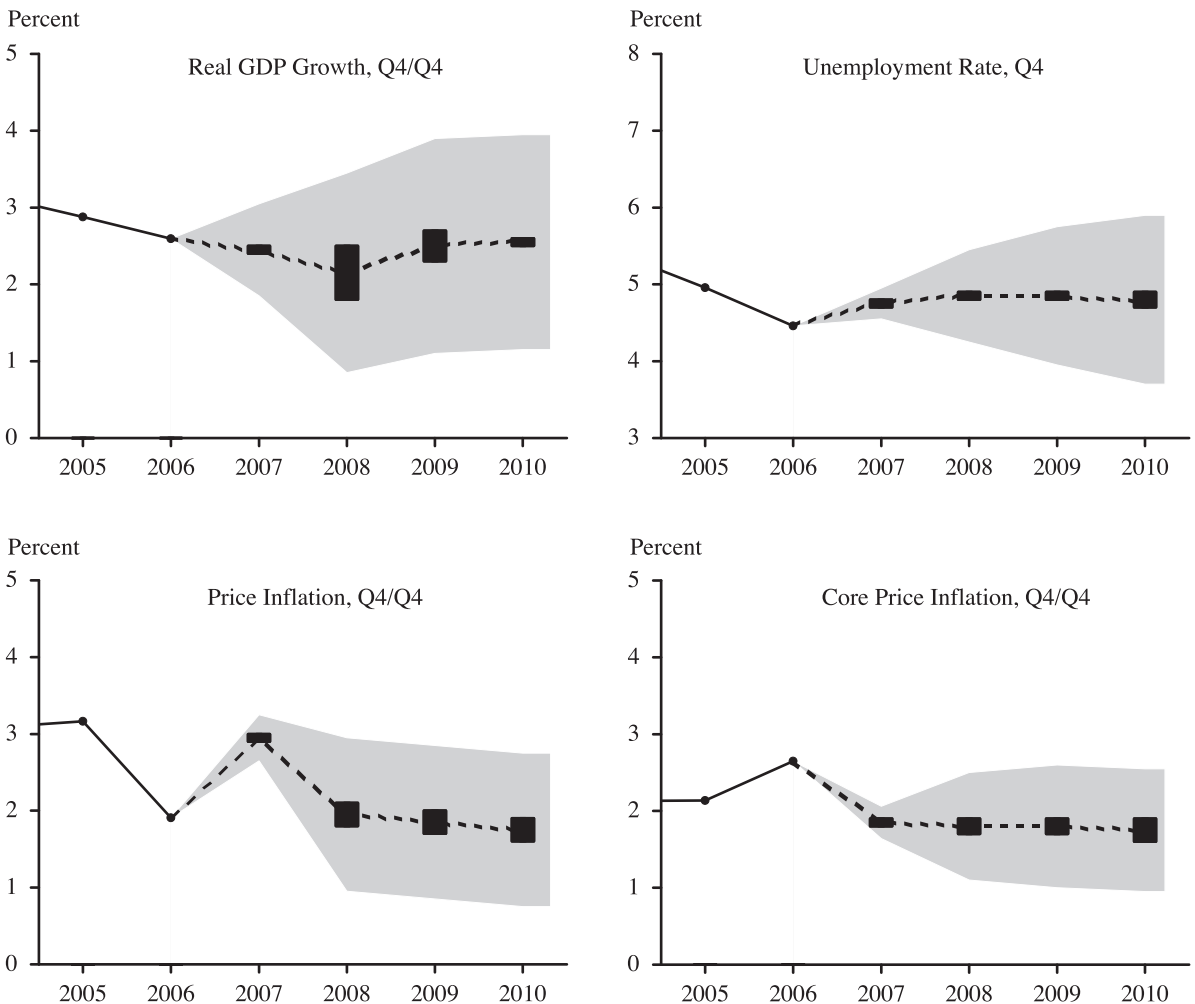 Percent
Real GDP Growth, Q4/Q4
5
4
3
2
1
0
2005 2006 2007 2008 2009 2010
Percent
Unemployment Rate, Q4
8
7
6
5
4
3
2005 2006 2007 2008 2009 2010
Percent
Price Inflation, Q4/Q4
5
4
3
2
1
0
2005 2006 2007 2008 2009 2010
Percent
Core Price Inflation, Q4/Q4
5
4
3
2
1
0
2005 2006 2007 2008 2009 2010